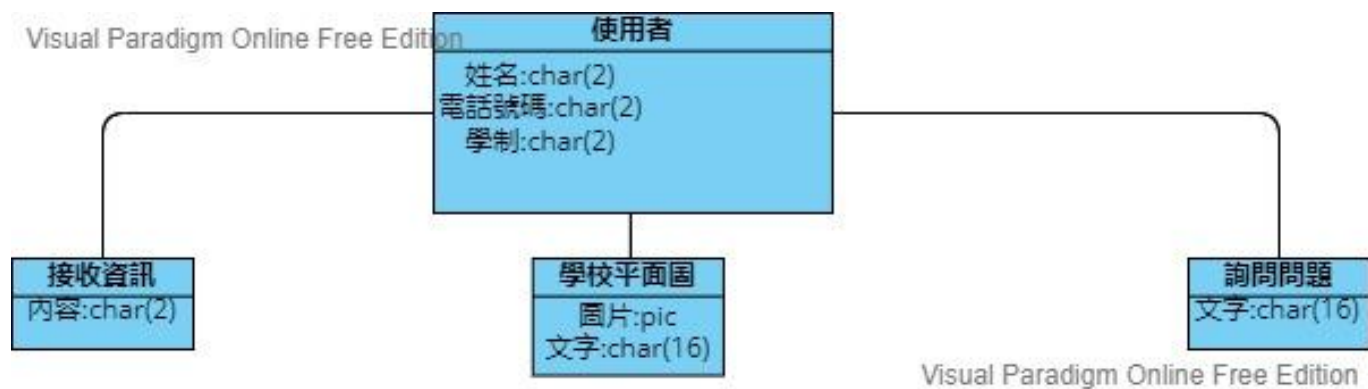 Visual Paradigm Online Free Edition
使用者
姓名:char(2)
電話號碼:char(2)
學制:char(2)
接收資訊
內容:char(2)
學校平面圖
圖片:pic
文字:char(16)
詢問問題
文字:char(16)
Visual Paradigm Online Free Edition